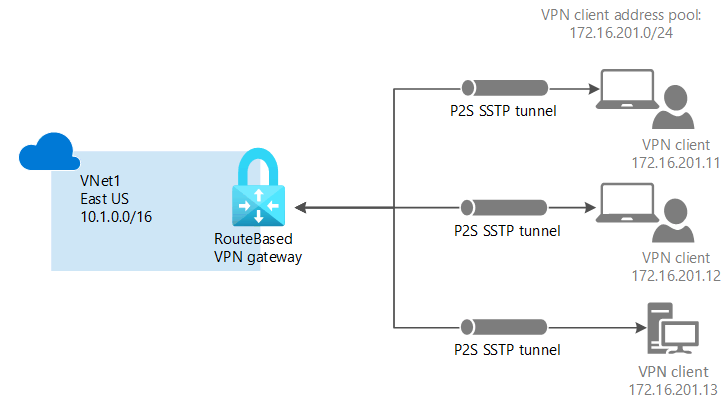 VPN client address pool:
172.16.201.0/24
P2S SSTP tunnel
VPN client
172.16.201.11
VNet1
East US
10.1.0.0/16
RouteBased
VPN gateway
P2S SSTP tunnel
VPN client
172.16.201.12
P2S SSTP tunnel
VPN client
172.16.201.13